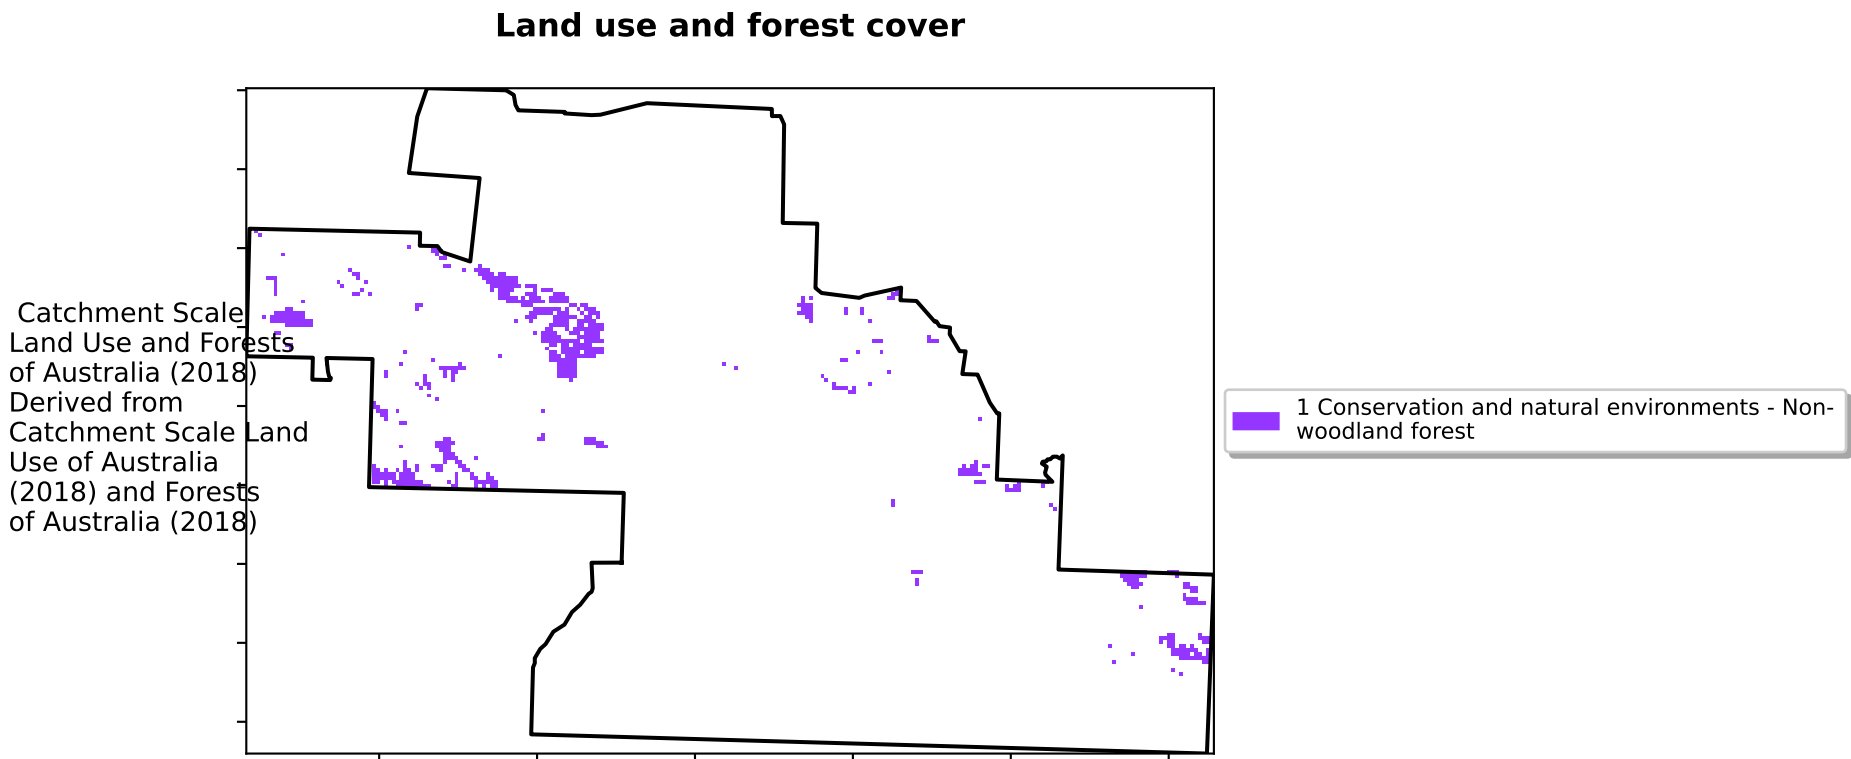 Land use and forest cover
Catchment Scale
Land Use and Forests
of Australia (2018)
Derived from
Catchment Scale Land
Use of Australia
(2018) and Forests
of Australia (2018)
1 Conservation and natural environments - Non-
woodland forest